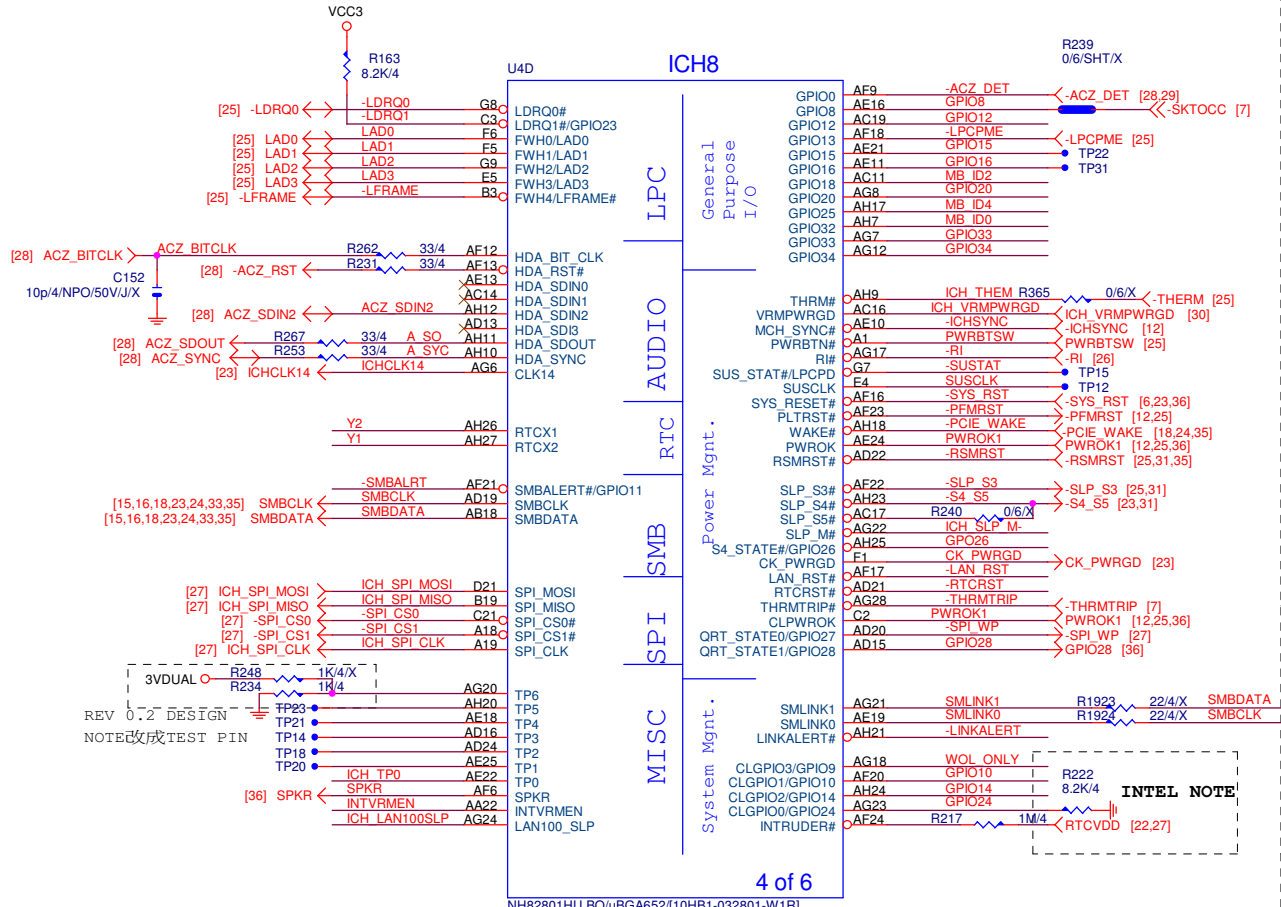 VCC3
R163
8.2K/4
U4D
ICH8
R239
0/6/SHT/X
[25] -LDRQ0 -LDRQ0 G8 LDRQ0#
-LDRQ1 C3 LDRQ1#/GPIO23
[25] LAD0 LAD0 F6 FWH0/LAD0
[25] LAD1 LAD1 F5 FWH1/LAD1
[25] LAD2 LAD2 G9 FWH2/LAD2
[25] LAD3 LAD3 E5 FWH3/LAD3
[25] -LFRAME -LFRAME B3 FWH4/LFRAME#
LPC
General
Purpose
I/O
GPIO0 AF9 -ACZ_DET -ACZ_DET [28,29]
GPIO8 AE16 GPIO8 -SKTOCC [7]
GPIO12 AC19 GPIO12
GPIO13 AF18 -LPCPME -LPCPME [25]
GPIO15 AE21 GPIO15 TP22
GPIO16 AE11 GPIO16 TP31
GPIO18 AC11 MB_ID2
GPIO20 AG8 GPIO20
GPIO25 AH17 MB_ID4
GPIO32 AH7 MB_ID0
GPIO33 AG7 GPIO33
GPIO34 AG12 GPIO34
[28] ACZ_BITCLK ACZ_BITCLK R262 33/4 AF12 HDA_BIT_CLK
C152
10p/4/NPO/50V/J/X
[28] -ACZ_RST R231 33/4 AF13 HDA_RST#
AE13 HDA_SDIN0
AC14 HDA_SDIN1
[28] ACZ_SDIN2 ACZ_SDIN2 AH12 HDA_SDIN2
AD13 HDA_SDI3
[28] ACZ_SDOUT R267 33/4 A_SO AH11 HDA_SDOUT
[28] ACZ_SYNC R253 33/4 A_SYC AH10 HDA_SYNC
[23] ICHCLK14 ICHCLK14 AG6 CLK14
AUDIO
Y2 AH26 RTCX1
Y1 AH27 RTCX2
RTC
-SMBALRT AF21 SMBALERT#/GPIO11
[15,16,18,23,24,33,35] SMBCLK SMBCLK AD19 SMBCLK
[15,16,18,23,24,33,35] SMBDATA SMBDATA AB18 SMBDATA
SMB
Power Mgnt.
THRM# AH9 ICH_THEM R365 0/6/X -THERM [25]
VRMPWRGD AC16 ICH_VRMPWRGD ICH_VRMPWRGD [30]
MCH_SYNC# AE10 -ICHSYNC -ICHSYNC [12]
PWRBTN# A1 PWRBTSW PWRBTSW [25]
RI# AG17 -RI -RI [26]
SUS_STAT#/LPCPD G7 -SUSTAT TP15
SUSCLK E4 SUSCLK TP12
SYS_RESET# AF16 -SYS_RST -SYS_RST [6,23,36]
PLTRST# AF23 -PFMRST -PFMRST [12,25]
WAKE# AH18 -PCIE_WAKE -PCIE_WAKE [18,24,35]
PWROK AE24 PWROK1 PWROK1 [12,25,36]
RSMRST# AD22 -RSMRST -RSMRST [25,31,35]
SLP_S3# AF22 -SLP_S3 -SLP_S3 [25,31]
SLP_S4# AH23 -S4_S5 -S4_S5 [23,31]
SLP_S5# AC17 R240 0/6/X
SLP_M# AG22 ICH_SLP_M-
S4_STATE#/GPIO26 AH25 GPO26
CK_PWRGD F1 CK_PWRGD CK_PWRGD [23]
LAN_RST# AF17 -LAN_RST
RTCRST# AD21 -RTCRST
THRMTRIP# AG28 -THRMTRIP -THRMTRIP [7]
CLPWROK C2 PWROK1 PWROK1 [12,25,36]
QRT_STATE0/GPIO27 AD20 -SPI_WP -SPI_WP [27]
QRT_STATE1/GPIO28 AD15 GPIO28 GPIO28 [36]
[27] ICH_SPI_MOSI ICH_SPI_MOSI D21 SPI_MOSI
[27] ICH_SPI_MISO ICH_SPI_MISO B19 SPI_MISO
[27] -SPI_CS0 -SPI_CS0 C21 SPI_CS0#
[27] -SPI_CS1 -SPI_CS1 A18 SPI_CS1#
[27] ICH_SPI_CLK ICH_SPI_CLK A19 SPI_CLK
SPI
3VDUAL R248 1K/4/X
R234 1K/4
REV 0.2 DESIGN
NOTE改成TEST PIN
AG20 TP6
TP23 AH20 TP5
TP21 AE18 TP4
TP14 AD16 TP3
TP18 AD24 TP2
TP20 AE25 TP1
ICH_TP0 AE22 TP0
[36] SPKR SPKR AF6 SPKR
INTVRMEN AA22 INTVRMEN
ICH_LAN100SLP AG24 LAN100_SLP
MISC
System Mgnt.
SMLINK1 AG21 SMLINK1 R1923 22/4/X SMBDATA
SMLINK0 AE19 SMLINK0 R1924 22/4/X SMBCLK
LINKALERT# AH21 -LINKALERT
CLGPIO3/GPIO9 AG18 WOL_ONLY
CLGPIO1/GPIO10 AF20 GPIO10
CLGPIO2/GPIO14 AH24 GPIO14
CLGPIO0/GPIO24 AG23 GPIO24
R222
8.2K/4
INTEL NOTE
INTRUDER# AF24 R217 1M/4 RTCVDD [22,27]
4 of 6
NH82801HU BO/uBGA652/[10HB1-032801-W1R]